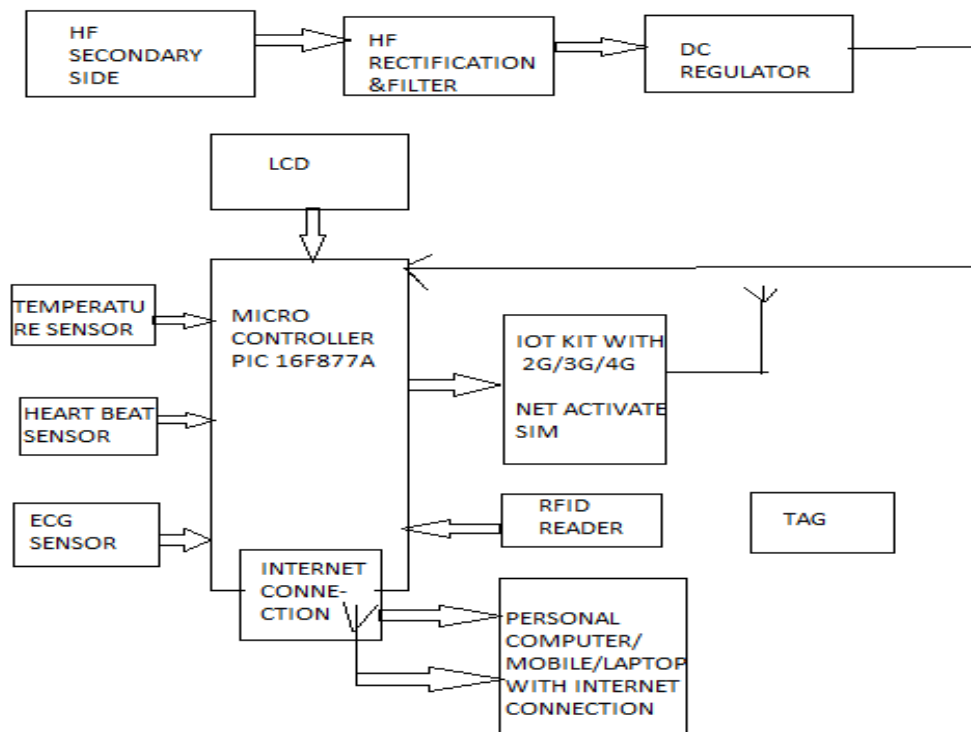 HF
SECONDARY
SIDE
HF
RECTIFICATION
&FILTER
DC
REGULATOR
LCD
TEMPERATU
RE SENSOR
MICRO
CONTROLLER
PIC 16F877A
IOT KIT WITH
2G/3G/4G
NET ACTIVATE
SIM
HEART BEAT
SENSOR
ECG
SENSOR
RFID
READER
TAG
INTERNET
CONNE-
CTION
PERSONAL
COMPUTER/
MOBILE/LAPTOP
WITH INTERNET
CONNECTION